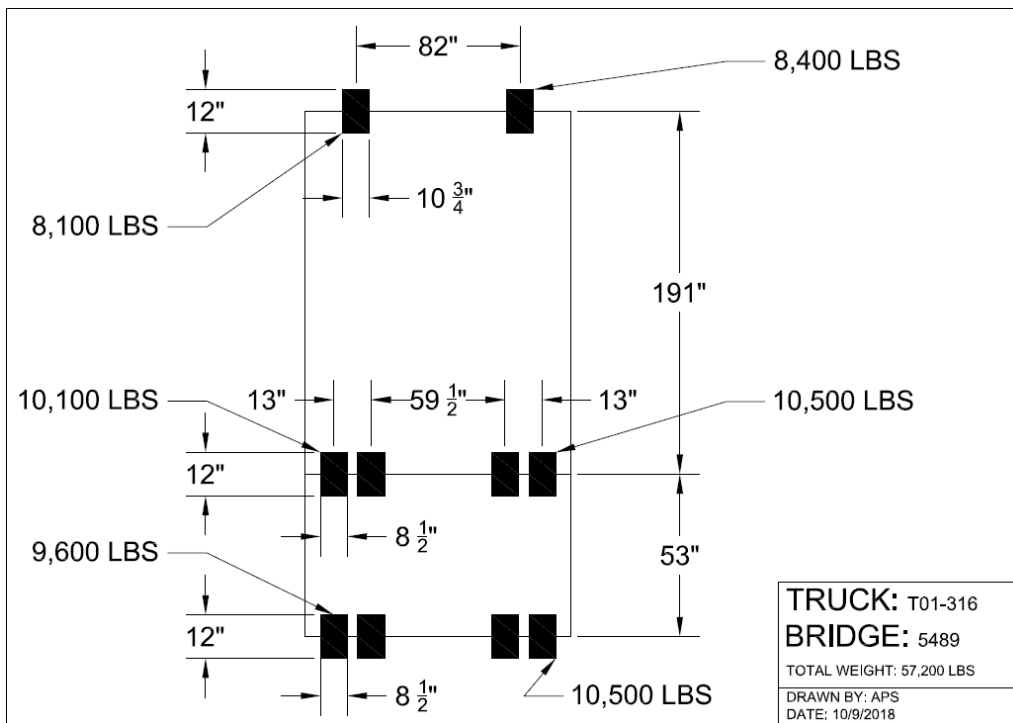 82"
8,400 LBS
12"
10 3/4"
8,100 LBS
191"
10,100 LBS
13"
59 1/2"
13"
10,500 LBS
12"
8 1/2"
9,600 LBS
53"
12"
8 1/2"
10,500 LBS
TRUCK: T01-316
BRIDGE: 5489
TOTAL WEIGHT: 57,200 LBS
DRAWN BY: APS
DATE: 10/9/2018